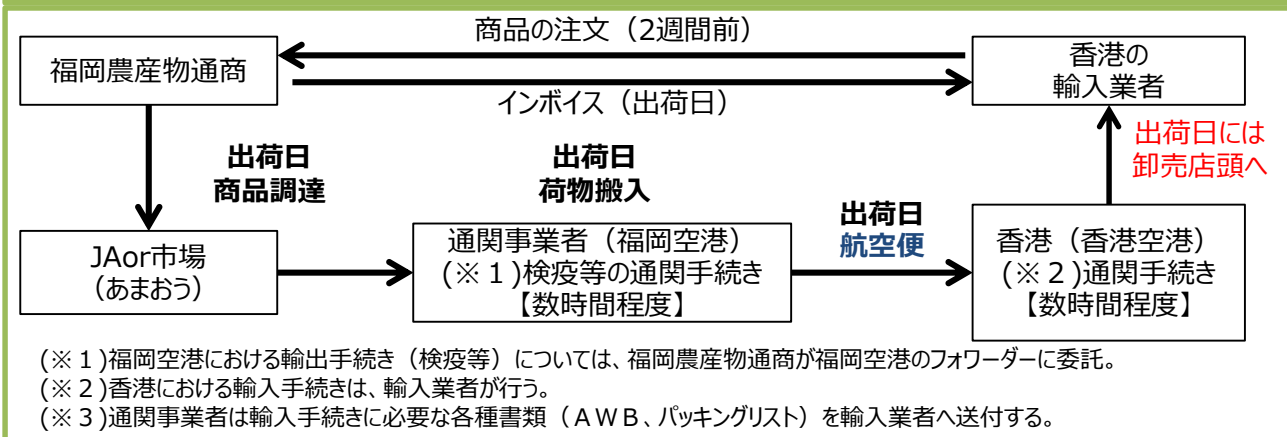 商品の注文（2週間前）
福岡農産物通商
香港の
輸入業者
インボイス（出荷日）
出荷日
商品調達
出荷日
荷物搬入
出荷日には
卸売店頭へ
出荷日
航空便
JAor市場
（あまおう）
通関事業者（福岡空港）
(※１)検疫等の通関手続き
【数時間程度】
香港（香港空港）
(※２)通関手続き
【数時間程度】
(※１)福岡空港における輸出手続き（検疫等）については、福岡農産物通商が福岡空港のフォワーダーに委託。
(※２)香港における輸入手続きは、輸入業者が行う。
(※３)通関事業者は輸入手続きに必要な各種書類（ＡＷＢ、パッキングリスト）を輸入業者へ送付する。